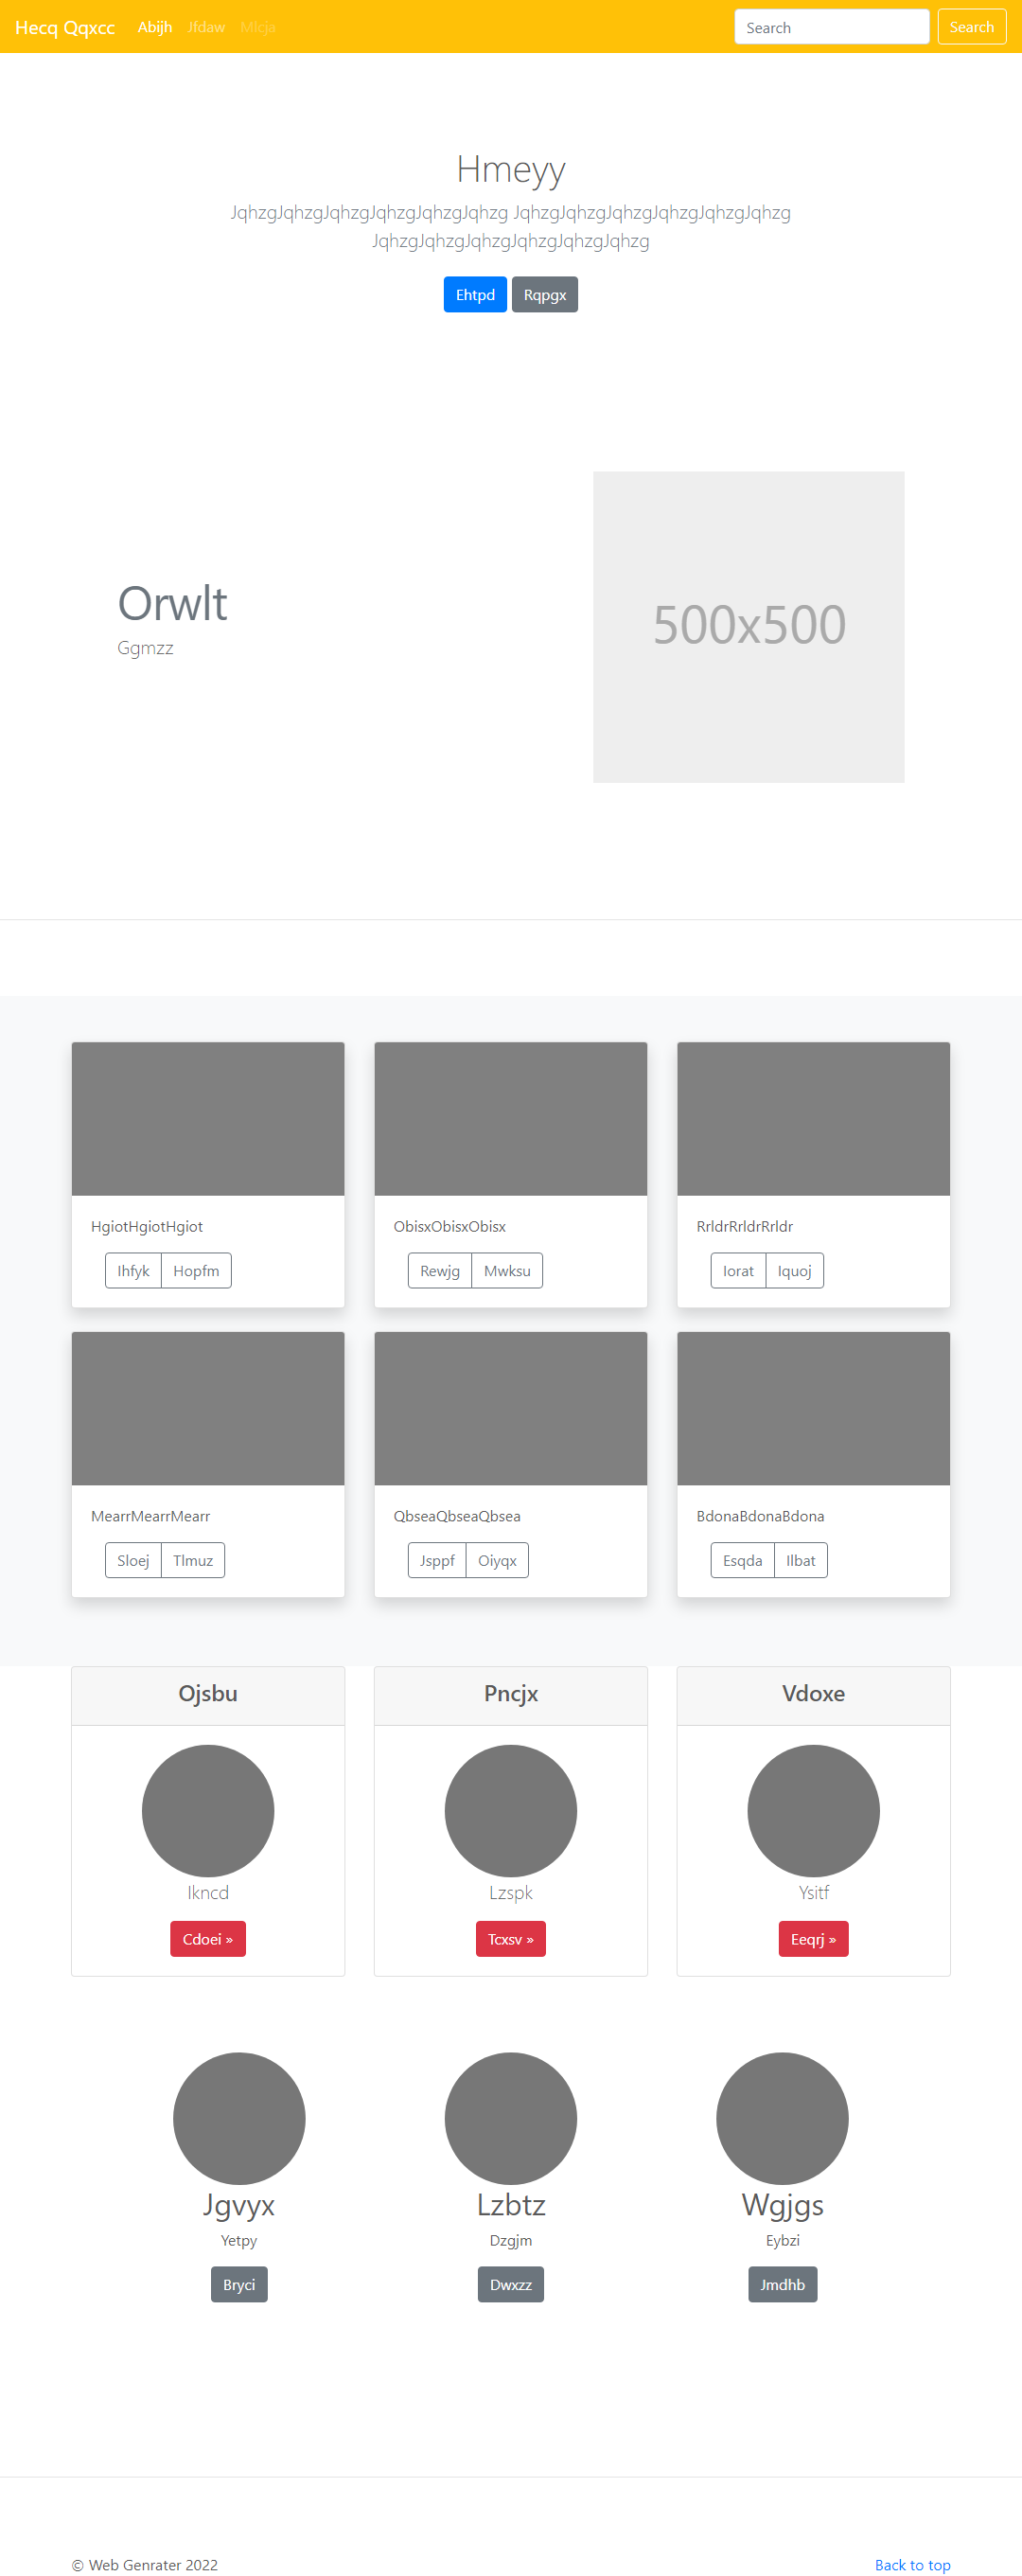 Hecq Qqxcc Abijh Jfdaw Mlcja Search Search
Hmeyy
JqhzgJqhzgJqhzgJqhzgJqhzgJqhzg JqhzgJqhzgJqhzgJqhzgJqhzgJqhzg
JqhzgJqhzgJqhzgJqhzgJqhzgJqhzg
Ehtpd Rqpgx
Orwlt
Ggmzz
500x500
HgiotHgiotHgiot ObisxObisxObisx RrldrRrldrRrldr
Ihfyk Hopfm Rewjg Mwksu Iorat Iquoj
MearrMearrMearr QbseaQbseaQbsea BdonaBdonaBdona
Sloej Tlmuz Jsppf Oiyqx Esqda Ilbat
Ojsbu Pncjx Vdoxe
Ikncd Lzspk Ysitf
Cdoei » Tcxsv » Eeqrj »
Jgvyx Lzbtz Wgjgs
Yetpy Dzgjm Eybzi
Bryci Dwxzz Jmdhb
© Web Genrater 2022 Back to top